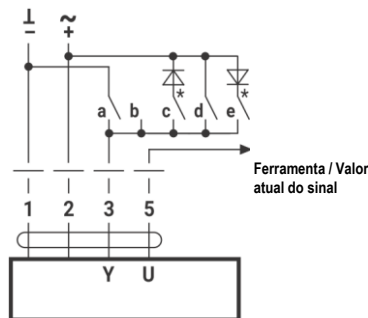 ⊥ ~
– +
a b c * d e *
Ferramenta / Valor
atual do sinal
1 2 3 5
Y U